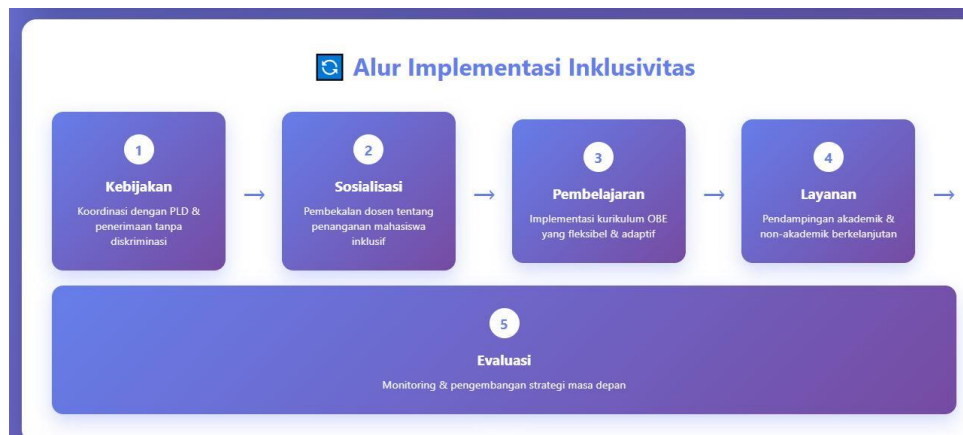 Alur Implementasi Inklusivitas
1
Kebijakan
Koordinasi dengan PLD &
penerimaan tanpa
diskriminasi
→
2
Sosialisasi
Pembekalan dosen tentang
penanganan mahasiswa
inklusif
→
3
Pembelajaran
Implementasi kurikulum OBE
yang fleksibel & adaptif
→
4
Layanan
Pendampingan akademik &
non-akademik berkelanjutan
→
5
Evaluasi
Monitoring & pengembangan strategi masa depan